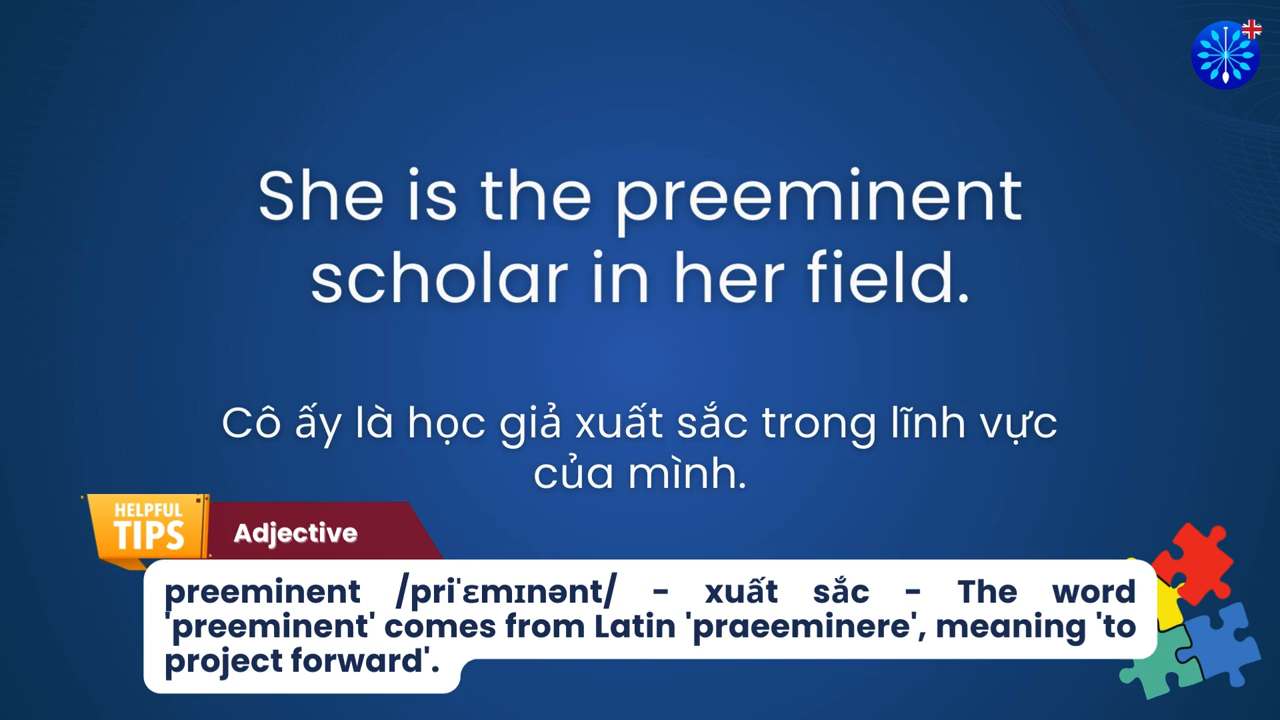 She is the preeminent
scholar in her field.
Cô ấy là học giả xuất sắc trong lĩnh vực
của mình.
HELPFUL
TIPS
Adjective
preeminent /priˈɛmɪnənt/ - xuất sắc - The word
'preeminent' comes from Latin 'praeeminere', meaning 'to
project forward'.